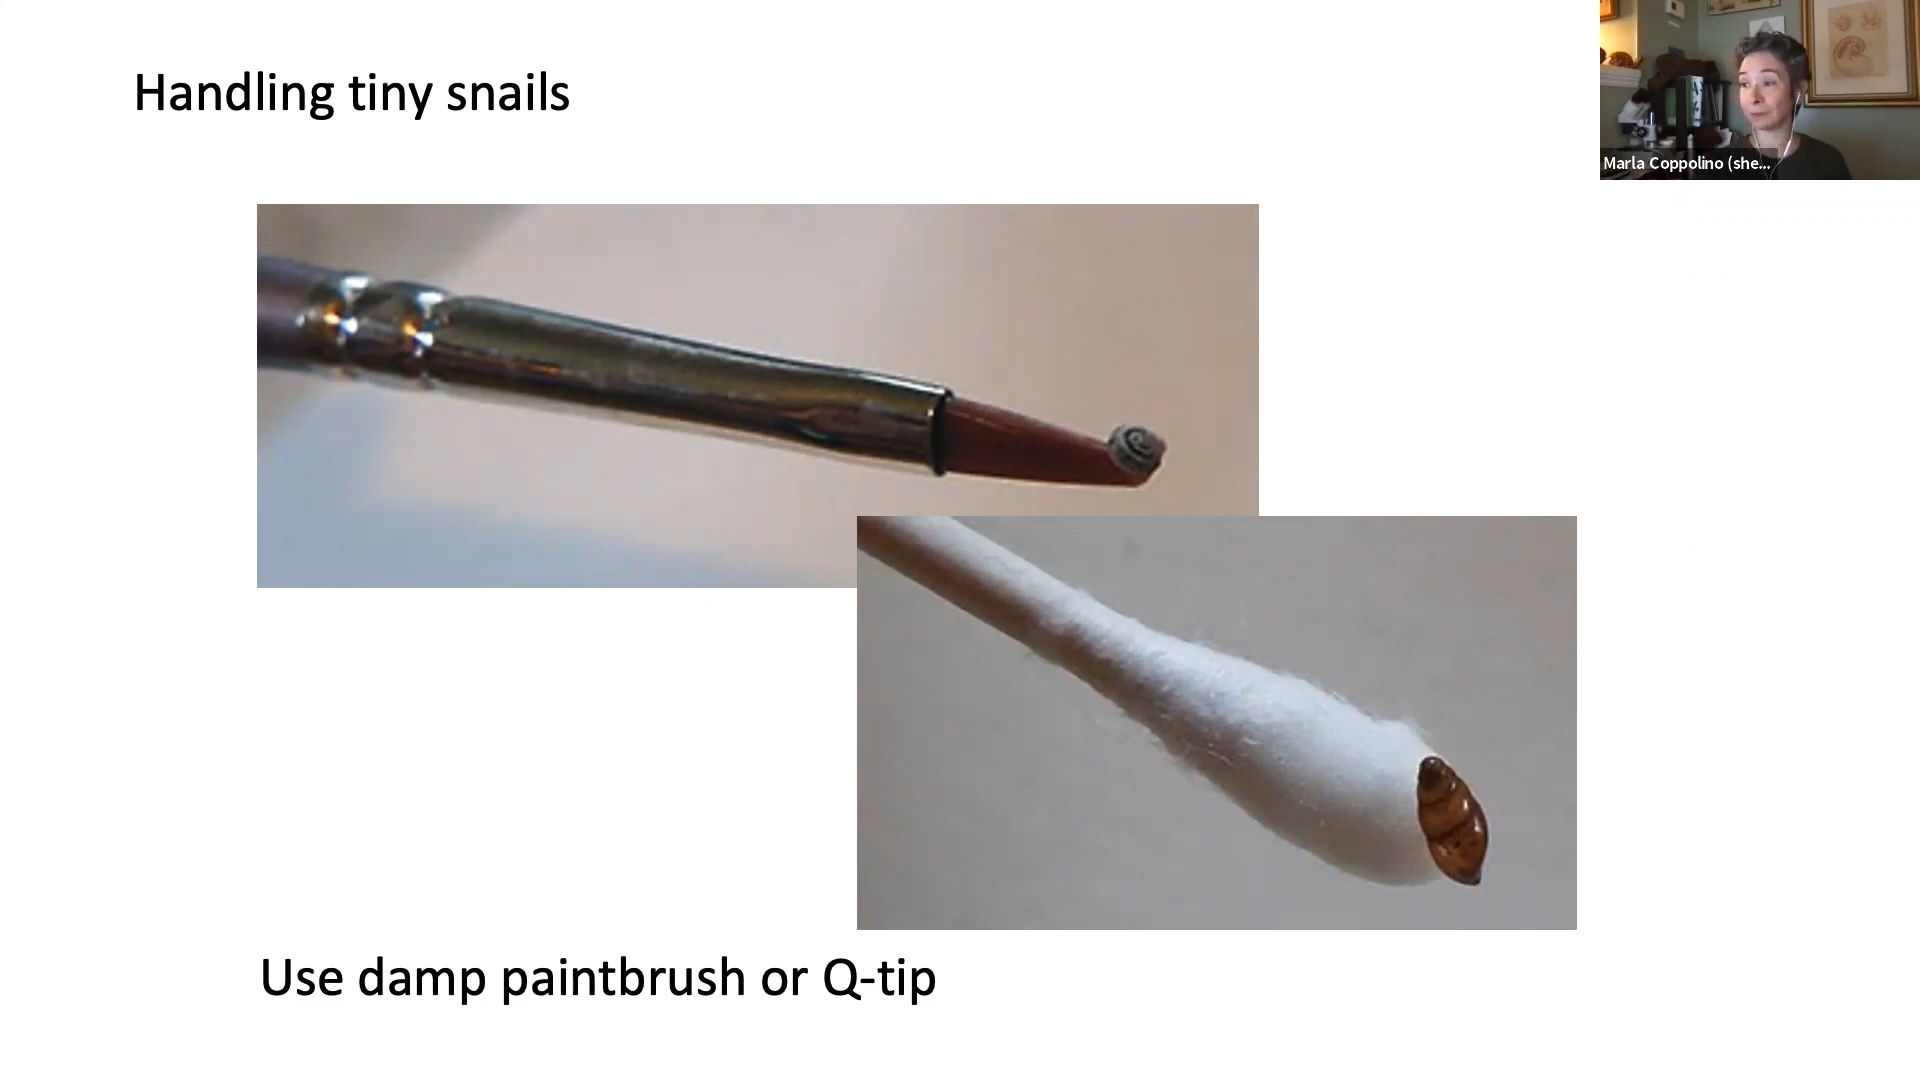 Handling tiny snails
Marla Coppolino (she...
Use damp paintbrush or Q-tip